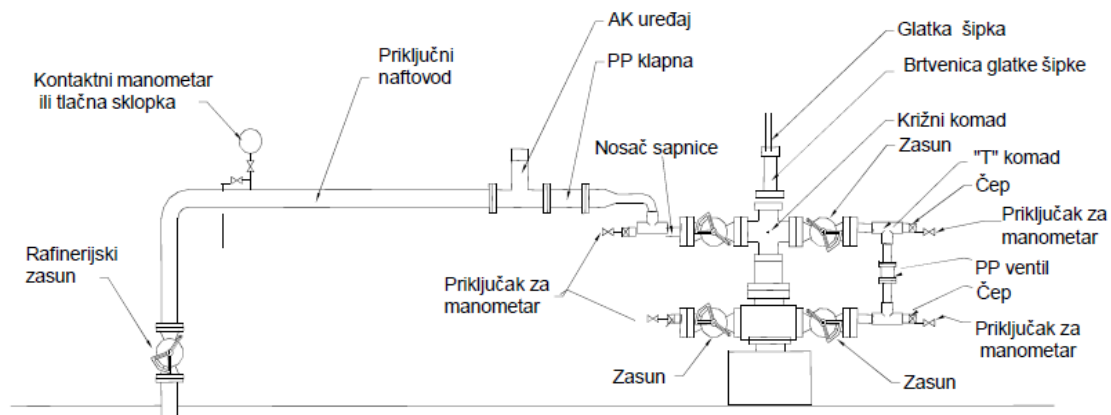 AK uređaj
Glatka šipka
Priključni
naftovod
PP klapna
Brtvenica glatke šipke
Kontaktni manometar
ili tlačna sklopka
Križni komad
Nosač sapnice
Zasun
"T" komad
Čep
Priključak za
manometar
Rafinerijski
zasun
Priključak za
manometar
PP ventil
Čep
Priključak za
manometar
Zasun
Zasun